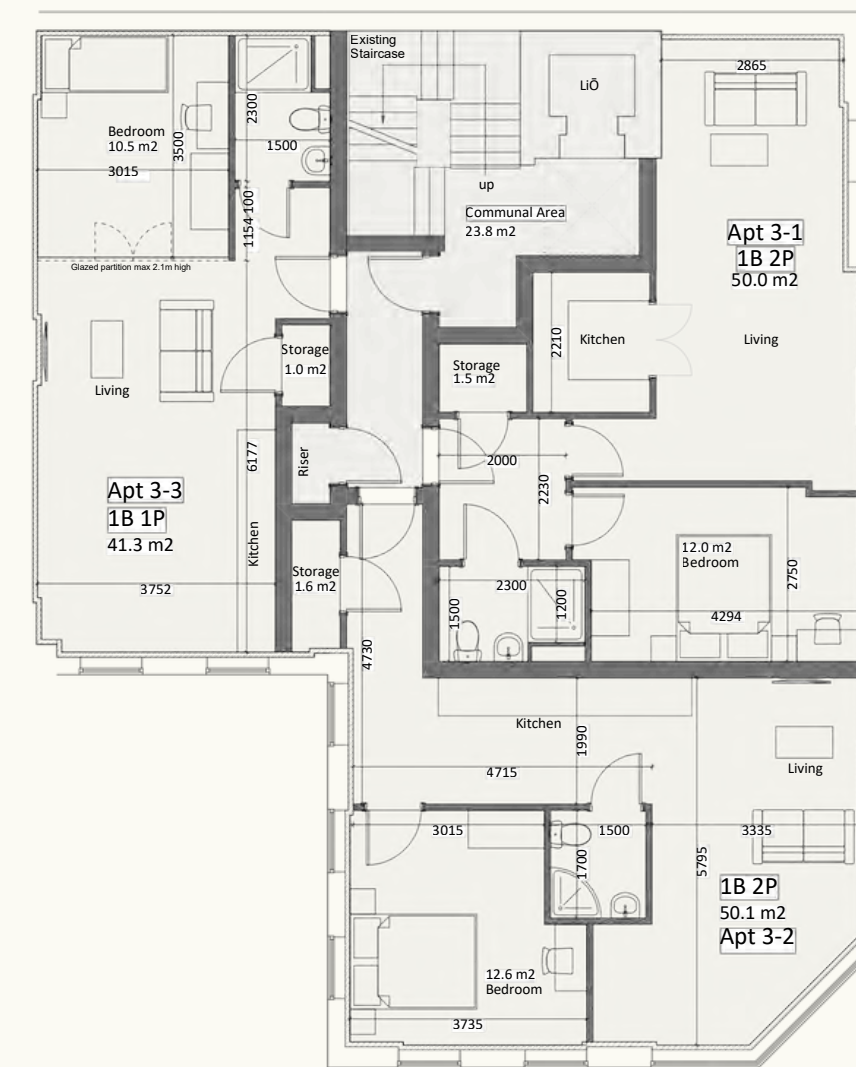 Existing
Staircase
LiŌ
2865
Bedroom
10.5 m2
3500
3015
2300
1500
1154
100
up
Communal Area
23.8 m2
Apt 3-1
1B 2P
50.0 m2
Glazed partition max 2.1m high
Living
Storage
1.0 m2
2210
Kitchen
Living
Storage
1.5 m2
Riser
6177
Kitchen
2000
2230
Apt 3-3
1B 1P
41.3 m2
3752
Storage
1.6 m2
12.0 m2
Bedroom
2750
4294
2300
1500
1200
4730
Kitchen
1990
4715
Living
3015
1500
3335
1700
5795
1B 2P
50.1 m2
Apt 3-2
12.6 m2
Bedroom
3735